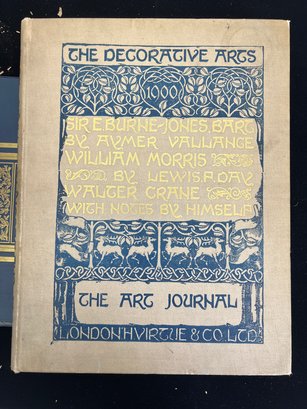 THE DECORATIVE ARTS
1900
SIR E. BURNE-JONES, BART
BY AYMER VALLANCE
WILLIAM MORRIS
BY LEWIS.F.DAY
WALTER CRANE
WITH NOTES BY HIMSELF
THE ART JOURNAL
LONDON H VIRTUE & CO. LTD